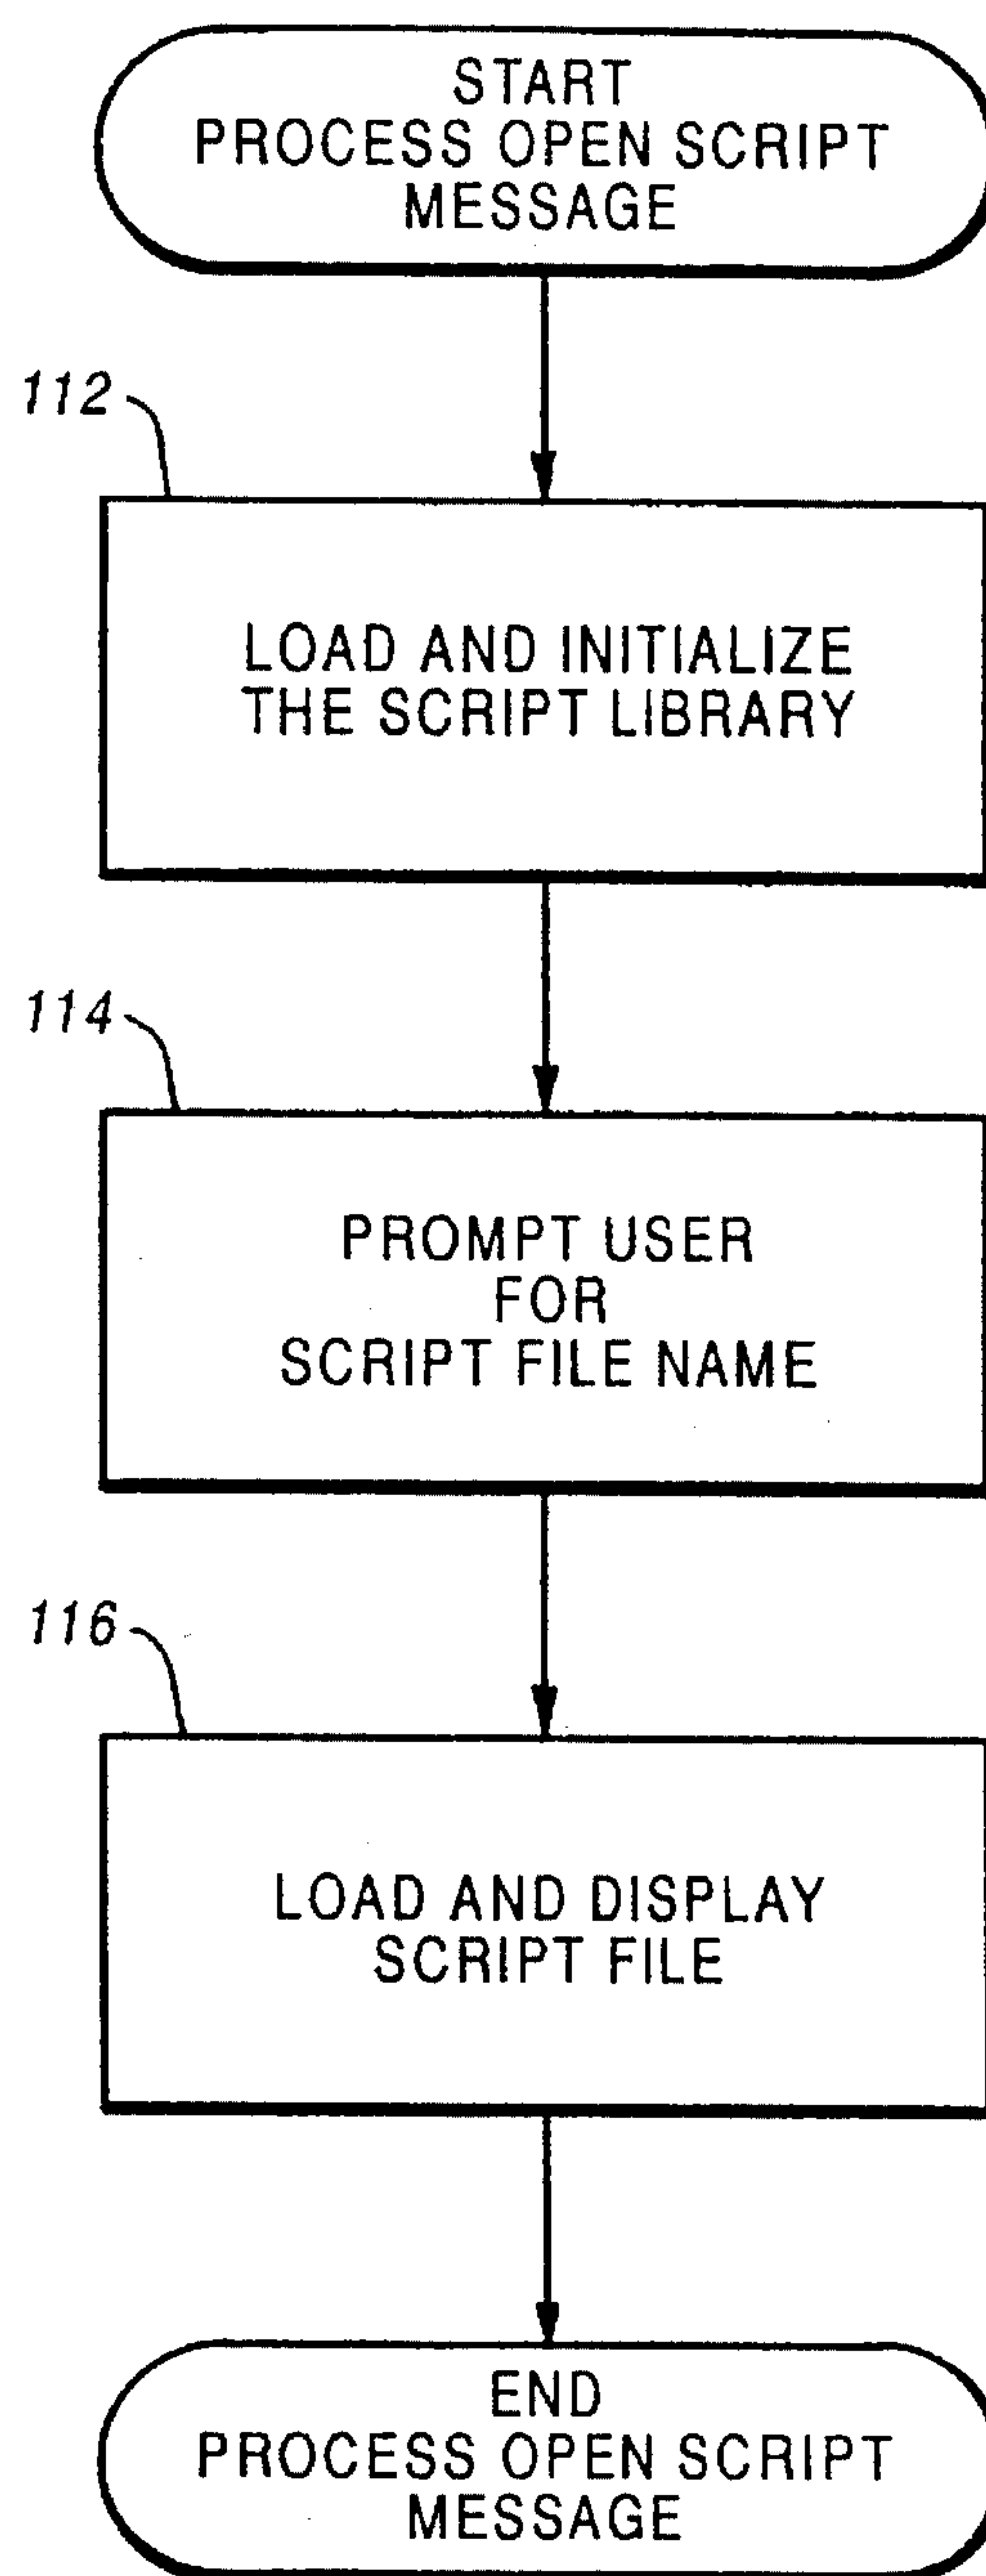 START
PROCESS OPEN SCRIPT
MESSAGE
112
LOAD AND INITIALIZE
THE SCRIPT LIBRARY
114
PROMPT USER
FOR
SCRIPT FILE NAME
116
LOAD AND DISPLAY
SCRIPT FILE
END
PROCESS OPEN SCRIPT
MESSAGE